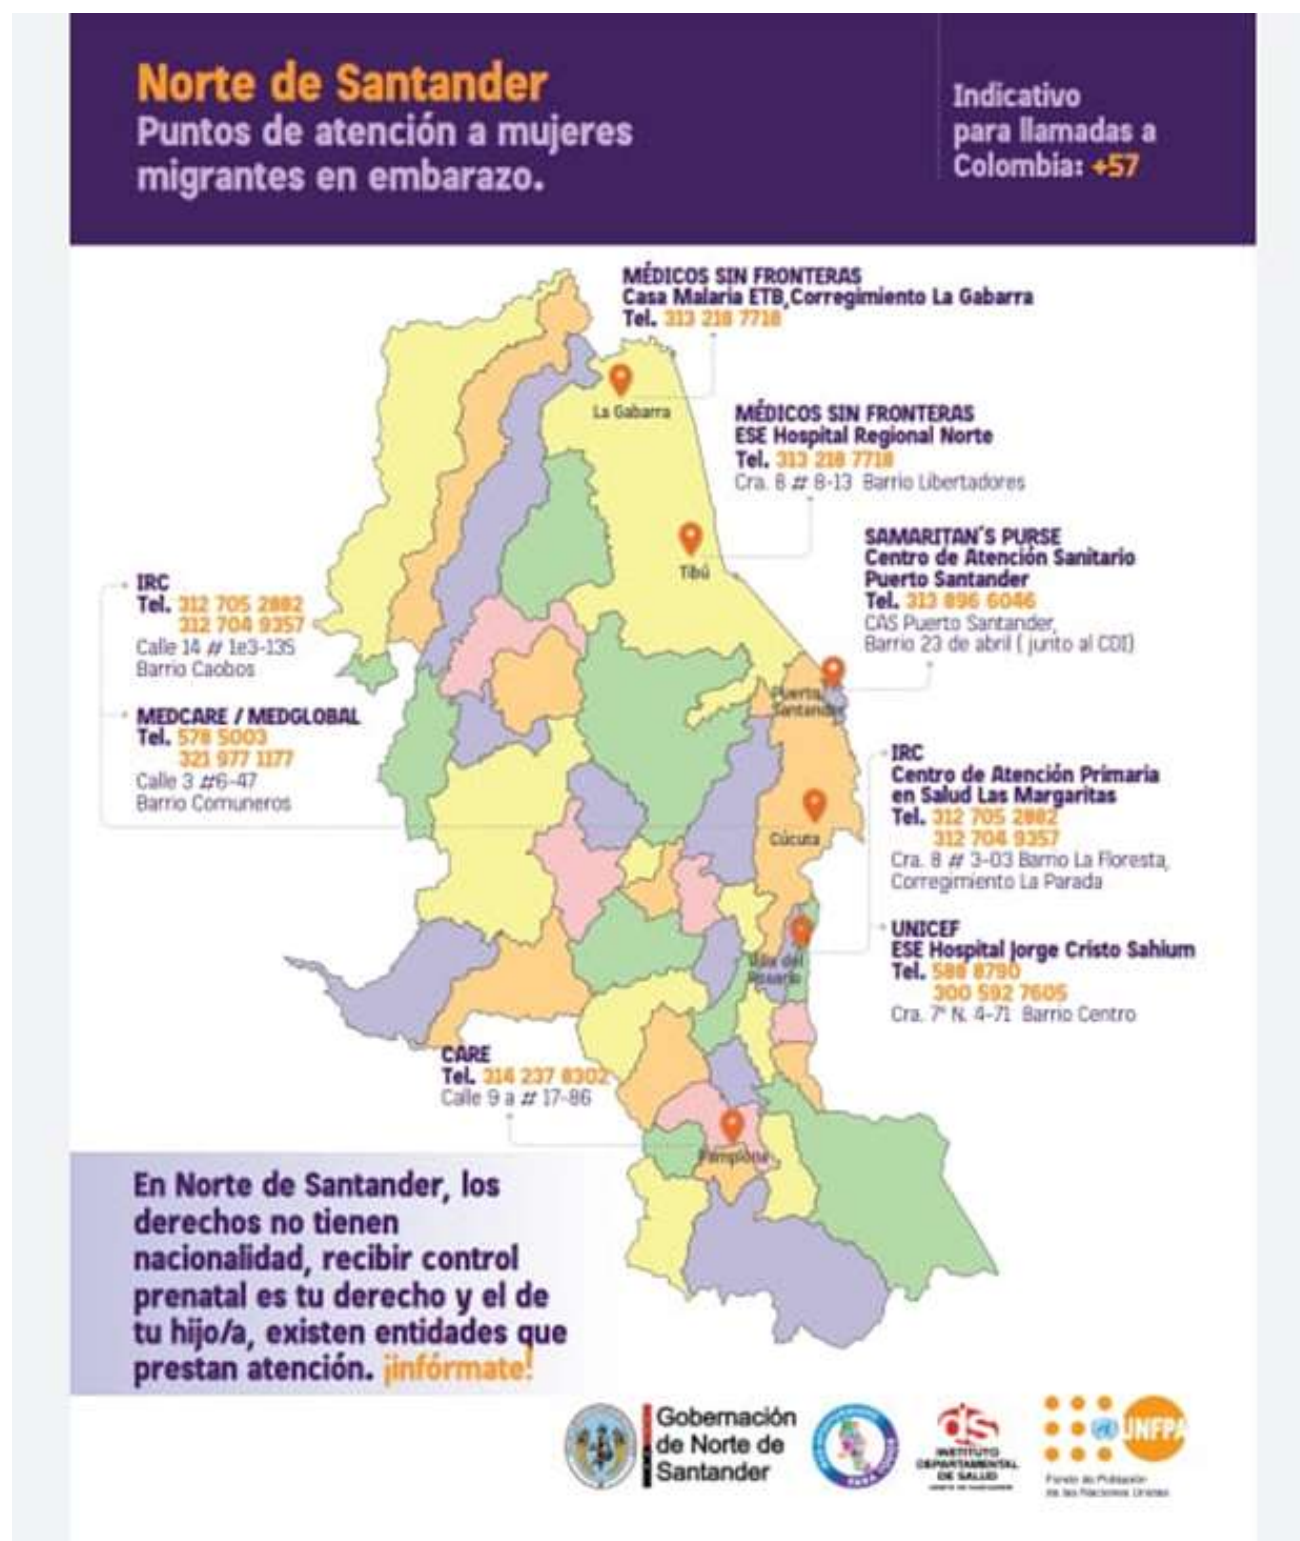 Norte de Santander
Puntos de atención a mujeres
migrantes en embarazo.
Indicativo
para llamadas a
Colombia: +57
MÉDICOS SIN FRONTERAS
Casa Malaria ETB,Corregimiento La Gabarra
Tel. 313 218 7718
La Gabarra
MÉDICOS SIN FRONTERAS
ESE Hospital Regional Norte
Tel. 313 218 7718
Cra. 8 # 8-13 Barrio Libertadores
Tibú
SAMARITAN'S PURSE
Centro de Atención Sanitario
Puerto Santander
Tel. 313 896 6046
CAS Puerto Santander,
Barrio 23 de abril ( junto al CDI)
Puerto
Santander
IRC
Tel. 312 705 2882
312 704 9357
Calle 14 # 1e3-135
Barrio Caobos
MEDCARE / MEDGLOBAL
Tel. 578 5003
321 977 1177
Calle 3 #6-47
Barrio Comuneros
Cúcuta
IRC
Centro de Atención Primaria
en Salud Las Margaritas
Tel. 312 705 2882
312 704 9357
Cra. 8 # 3-03 Barrio La Floresta,
Corregimiento La Parada
UNICEF
ESE Hospital Jorge Cristo Sahium
Tel. 588 8790
300 592 7605
Cra. 7ª N. 4-71 Barrio Centro
Villa del
Rosario
CARE
Tel. 314 237 8302
Calle 9 a # 17-86
Pamplona
En Norte de Santander, los
derechos no tienen
nacionalidad, recibir control
prenatal es tu derecho y el de
tu hijo/a, existen entidades que
prestan atención. ¡infórmate!
Gobernación
de Norte de
Santander
PARA TODOS
ds
INSTITUTO
DEPARTAMENTAL
DE SALUD
NORTE DE SANTANDER
UNFPA
Fondo de Población
de las Naciones Unidas